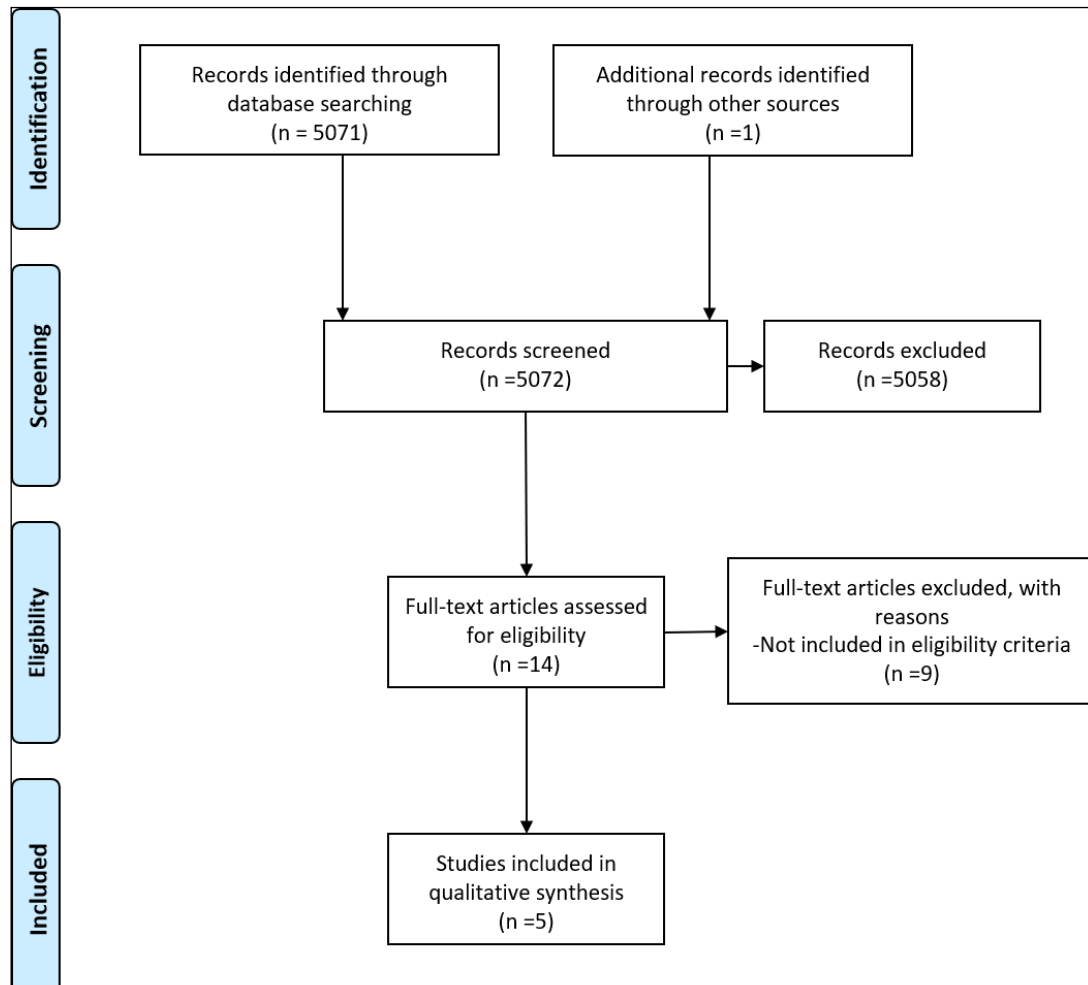 Identification
Records identified through
database searching
(n = 5071)
Additional records identified
through other sources
(n =1)
Screening
Records screened
(n =5072)
Records excluded
(n =5058)
Eligibility
Full-text articles assessed
for eligibility
(n =14)
Full-text articles excluded, with
reasons
-Not included in eligibility criteria
(n =9)
Included
Studies included in
qualitative synthesis
(n =5)